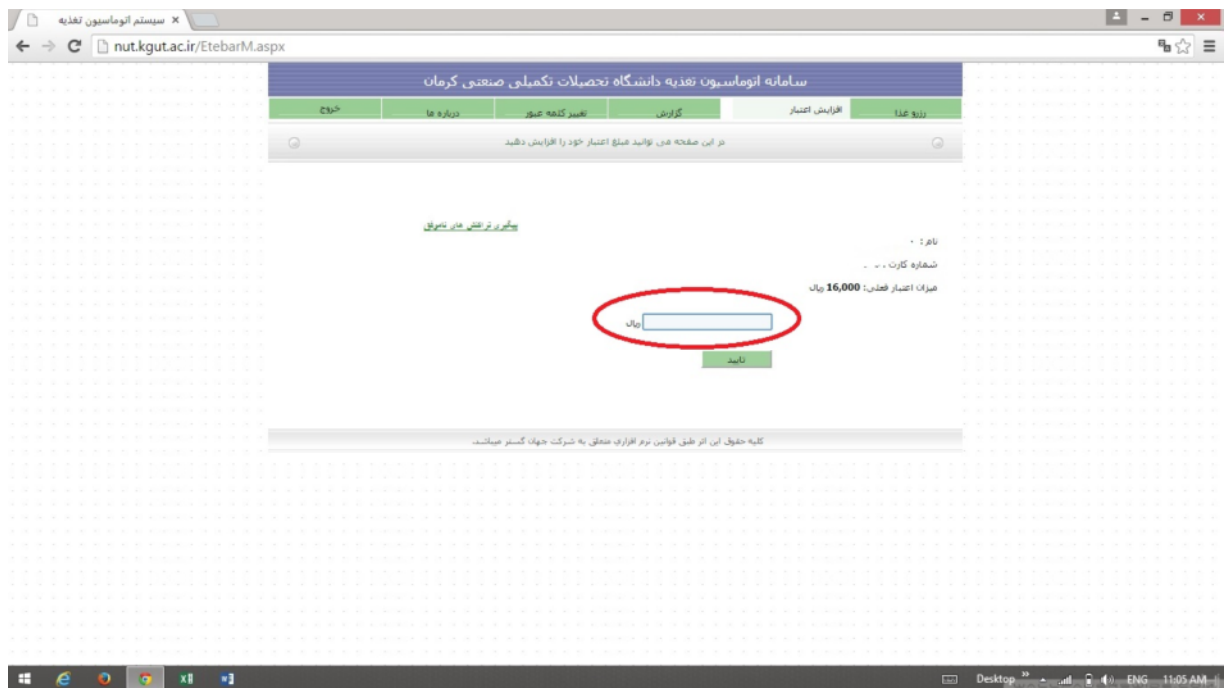 سیستم اتوماسیون تغذیه
nut.kgut.ac.ir/EtebarM.aspx
سامانه اتوماسیون تغذیه دانشگاه تحصیلات تکمیلی صنعتی کرمان
رزرو غذا افزایش اعتبار گزارش تغییر کلمه عبور درباره ما خروج
در این صفحه می توانید مبلغ اعتبار خود را افزایش دهید
پیگیری تراکنش های ناموفق
نام :
شماره کارت
میزان اعتبار فعلی: 16,000 ریال
ریال
تایید
کلیه حقوق این اثر طبق قوانین نرم افزاری متعلق به شرکت جهان گستر میباشد.
Desktop ENG 11:05 AM